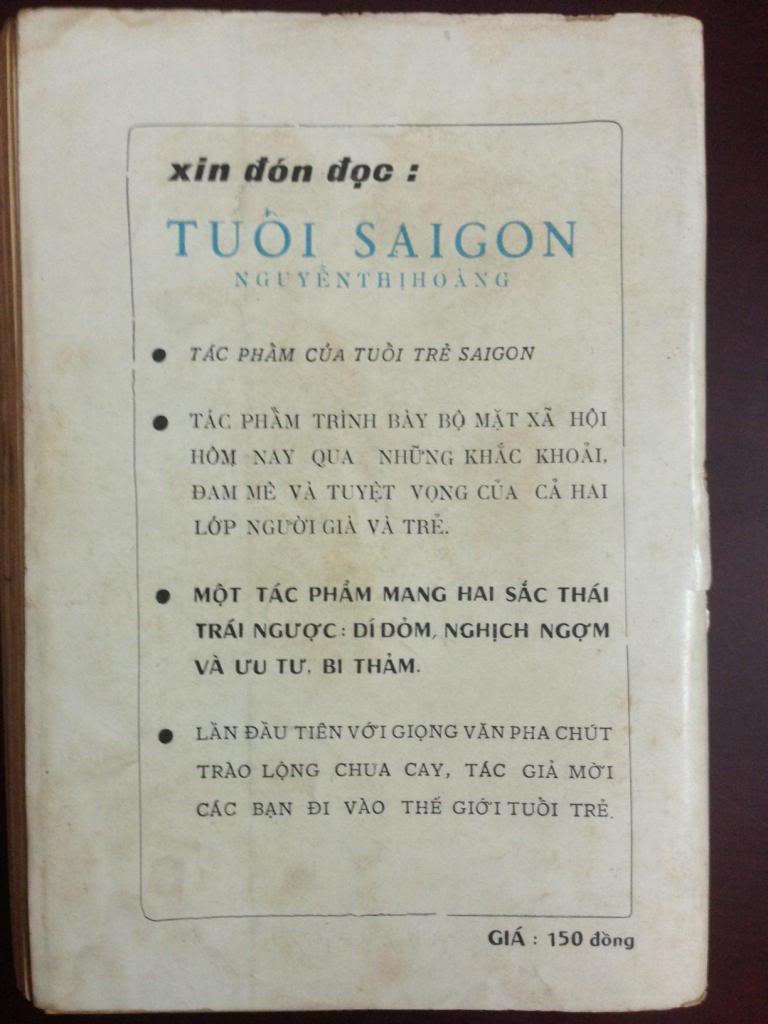 xin đón đọc :
TUỔI SAIGON
NGUYỄN THỊ HOÀNG
● TÁC PHẨM CỦA TUỔI TRẺ SAIGON
● TÁC PHẨM TRÌNH BÀY BỘ MẶT XÃ HỘI
HÔM NAY QUA NHỮNG KHẮC KHOẢI,
ĐAM MÊ VÀ TUYỆT VỌNG CỦA CẢ HAI
LỚP NGƯỜI GIÀ VÀ TRẺ.
● MỘT TÁC PHẨM MANG HAI SẮC THÁI
TRÁI NGƯỢC: DÍ DỎM, NGHỊCH NGỢM
VÀ ƯU TƯ, BI THẢM.
● LẦN ĐẦU TIÊN VỚI GIỌNG VĂN PHA CHÚT
TRÀO LỘNG CHUA CAY, TÁC GIẢ MỜI
CÁC BẠN ĐI VÀO THẾ GIỚI TUỔI TRẺ.
GIÁ : 150 đồng